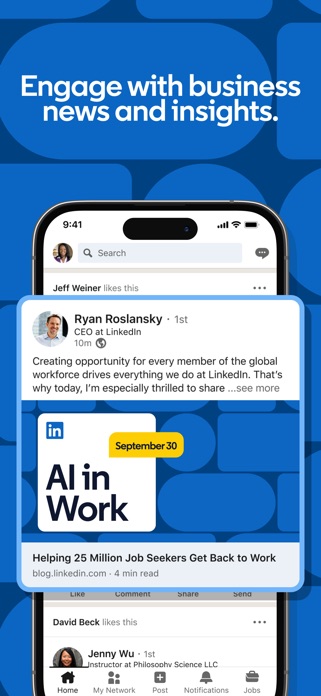 Engage with business
news and insights.
9:41
Search
Jeff Weiner likes this
Ryan Roslansky · 1st
CEO at LinkedIn
10m
Creating opportunity for every member of the global
workforce drives everything we do at LinkedIn. That's
why today, I'm especially thrilled to share ...see more
in
September 30
AI in
Work
Helping 25 Million Job Seekers Get Back to Work
blog.linkedin.com · 4 min read
Like Comment Share Send
David Beck likes this
Jenny Wu · 1st
Instructor at Philosophy Science LLC
Home My Network Post Notifications Jobs